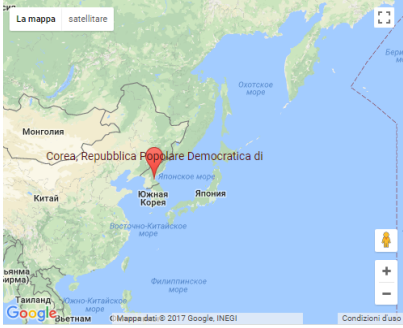 La mappa
satellitare
Охотское
море
Монголия
Corea, Repubblica Popolare Democratica di
Японское море
Южная
Корея
Япония
Китай
Восточно-Китайское
море
Филиппинское
море
Таиланд
Южно-Китайское
море
Вьетнам
Google
Mappa dati © 2017 Google, INEGI
Condizioni d'uso